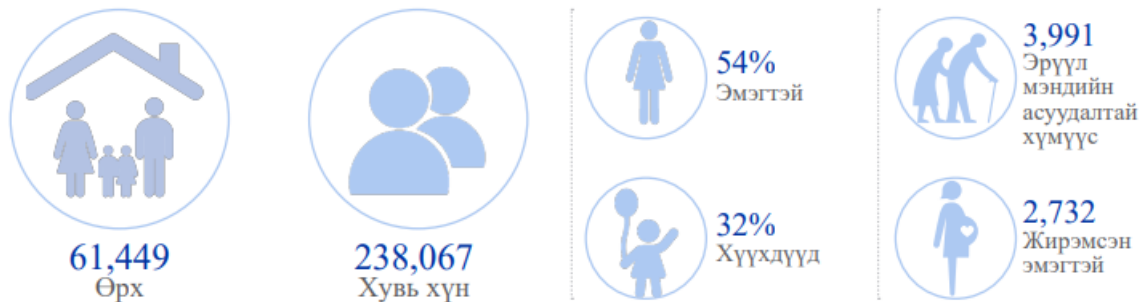 61,449
Өрх
238,067
Хувь хүн
54%
Эмэгтэй
32%
Хүүхдүүд
3,991
Эрүүл
мэндийн
асуудалтай
хүмүүс
2,732
Жирэмсэн
эмэгтэй